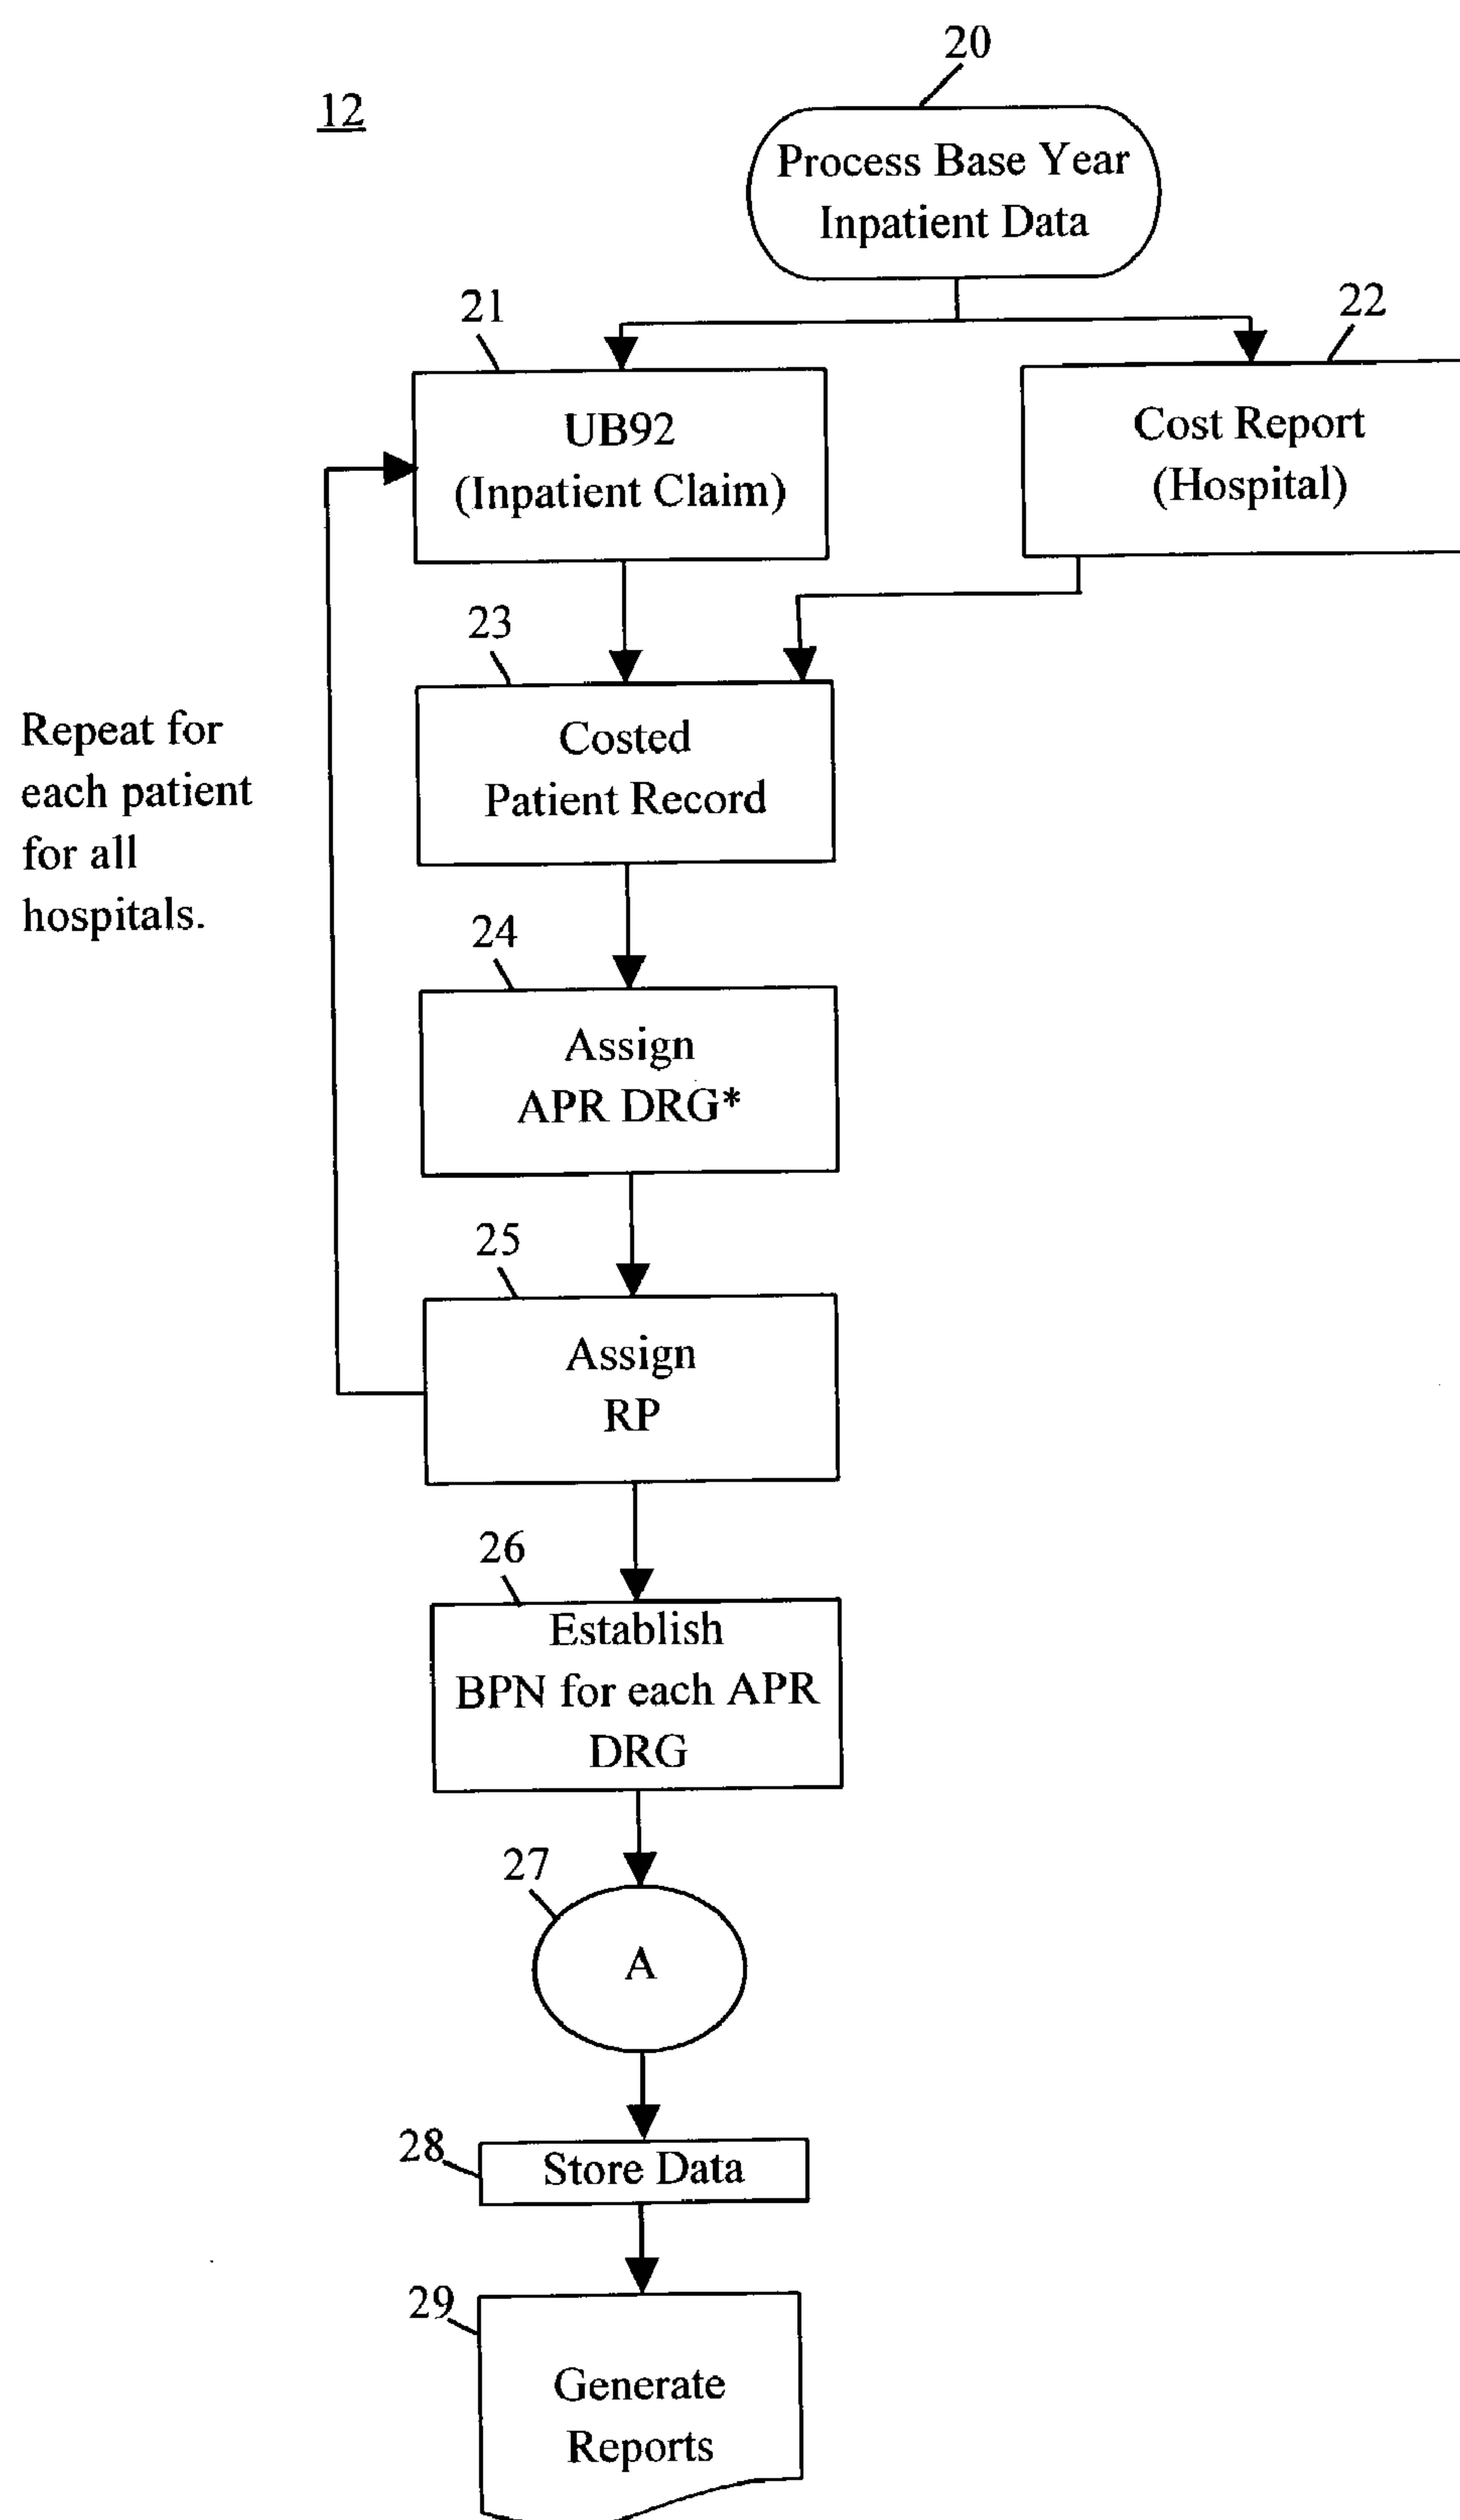 20
12
Process Base Year
Inpatient Data
21
22
UB92
(Inpatient Claim)
Cost Report
(Hospital)
23
Costed
Patient Record
Repeat for
each patient
for all
hospitals.
24
Assign
APR DRG*
25
Assign
RP
26
Establish
BPN for each APR
DRG
27
A
28
Store Data
29
Generate
Reports